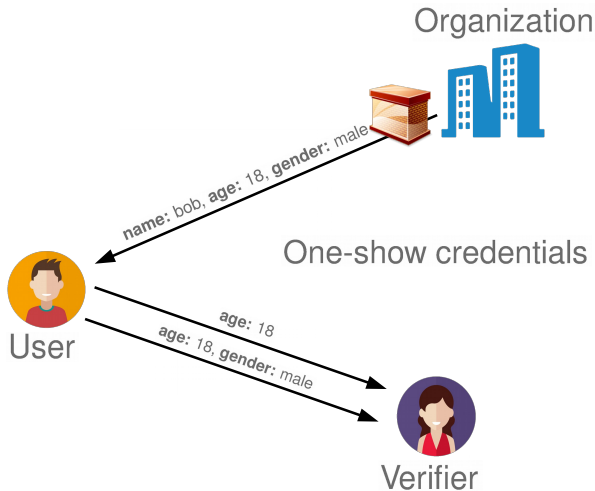 Organization
name: bob, age: 18, gender: male
One-show credentials
User
age: 18
age: 18, gender: male
Verifier